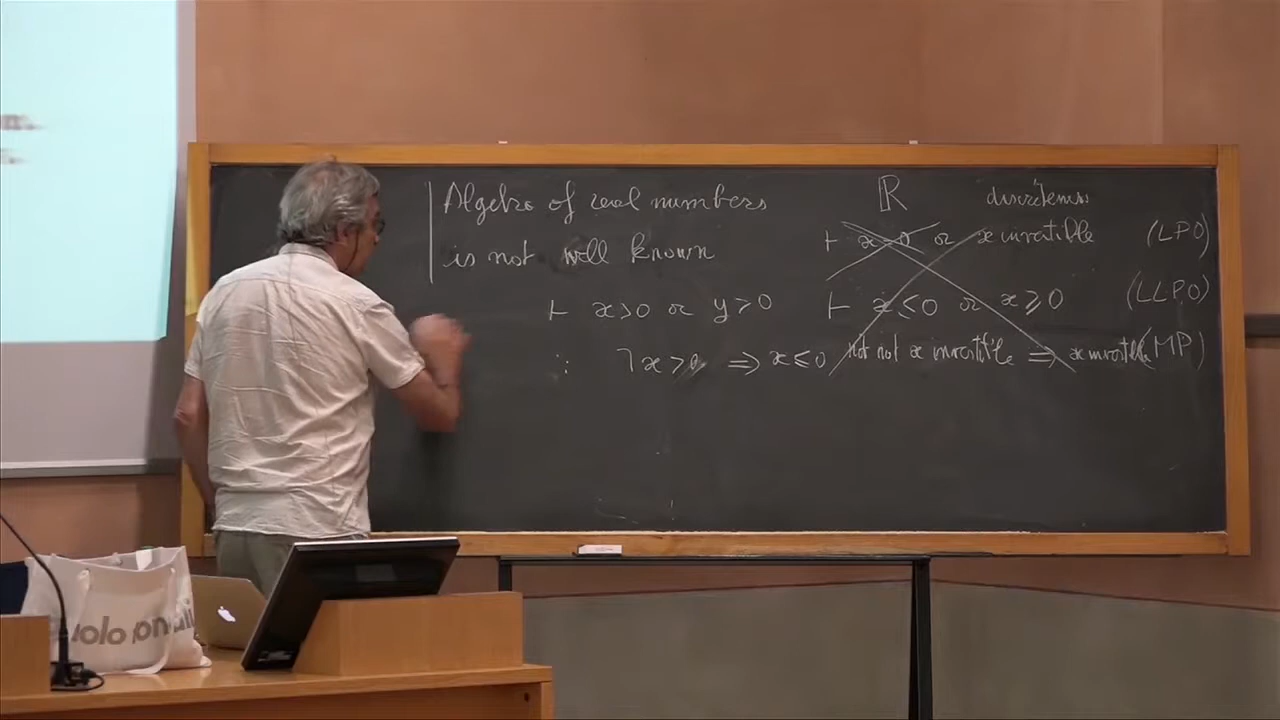 Algebra of real numbers
is not well known
ℝ discreteness
⊢ x=0 or x invertible (LPO)
⊢ x>0 or y>0 ⊢ x≤0 or x≥0 (LLPO)
∴ ¬x>0 ⇒ x≤0 not not x invertible ⇒ x invertible (MP)